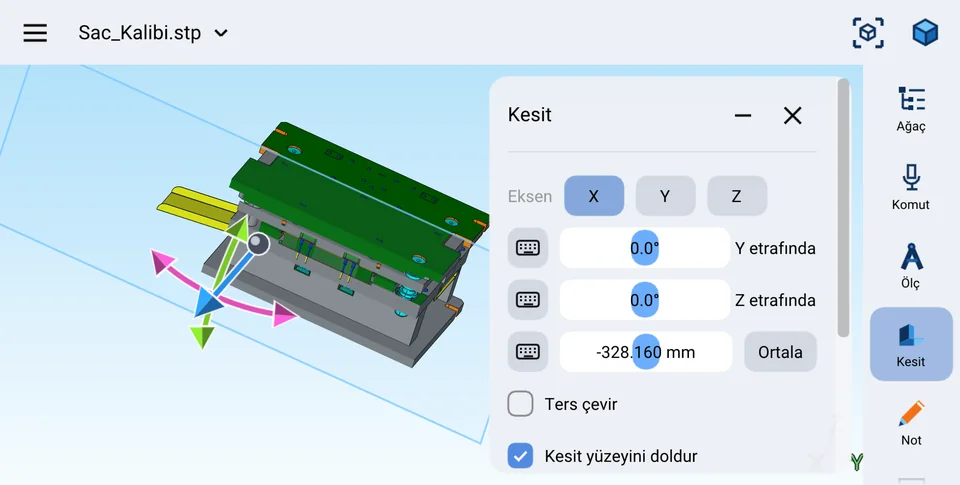 Sac_Kalibi.stp
Kesit
Eksen X Y Z
0.0° Y etrafında
0.0° Z etrafında
-328.160 mm Ortala
Ters çevir
Kesit yüzeyini doldur
Ağaç
Komut
Ölç
Kesit
Not
Y